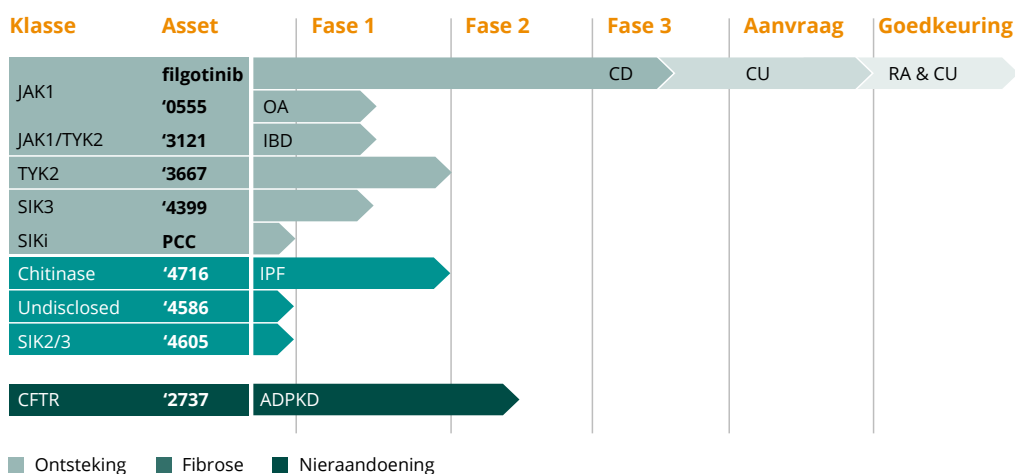 Klasse Asset Fase 1 Fase 2 Fase 3 Aanvraag Goedkeuring
JAK1 filgotinib CD CU RA & CU
‘0555 OA
JAK1/TYK2 ‘3121 IBD
TYK2 ‘3667
SIK3 ‘4399
SIKi PCC
Chitinase ‘4716 IPF
Undisclosed ‘4586
SIK2/3 ‘4605
CFTR ‘2737 ADPKD
Ontsteking Fibrose Nieraandoening